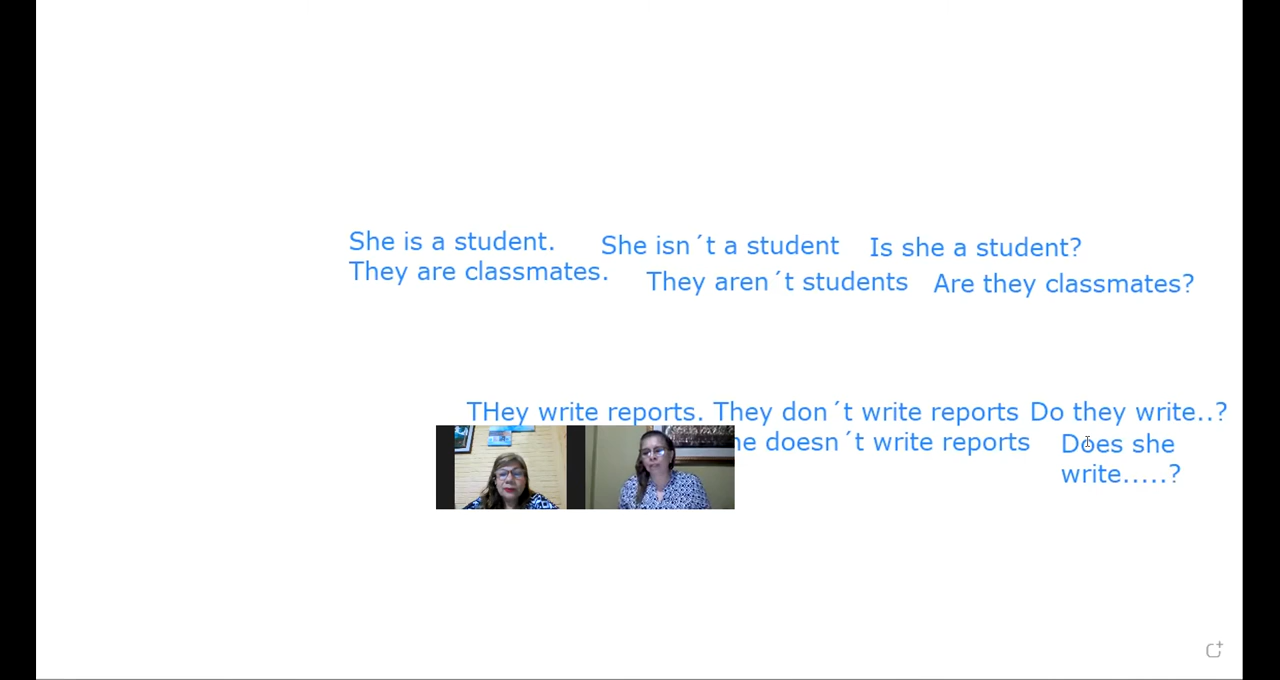 She is a student. She isn´t a student Is she a student?
They are classmates. They aren´t students Are they classmates?
THey write reports. They don´t write reports Do they write..?
doesn´t write reports Does she
write.....?